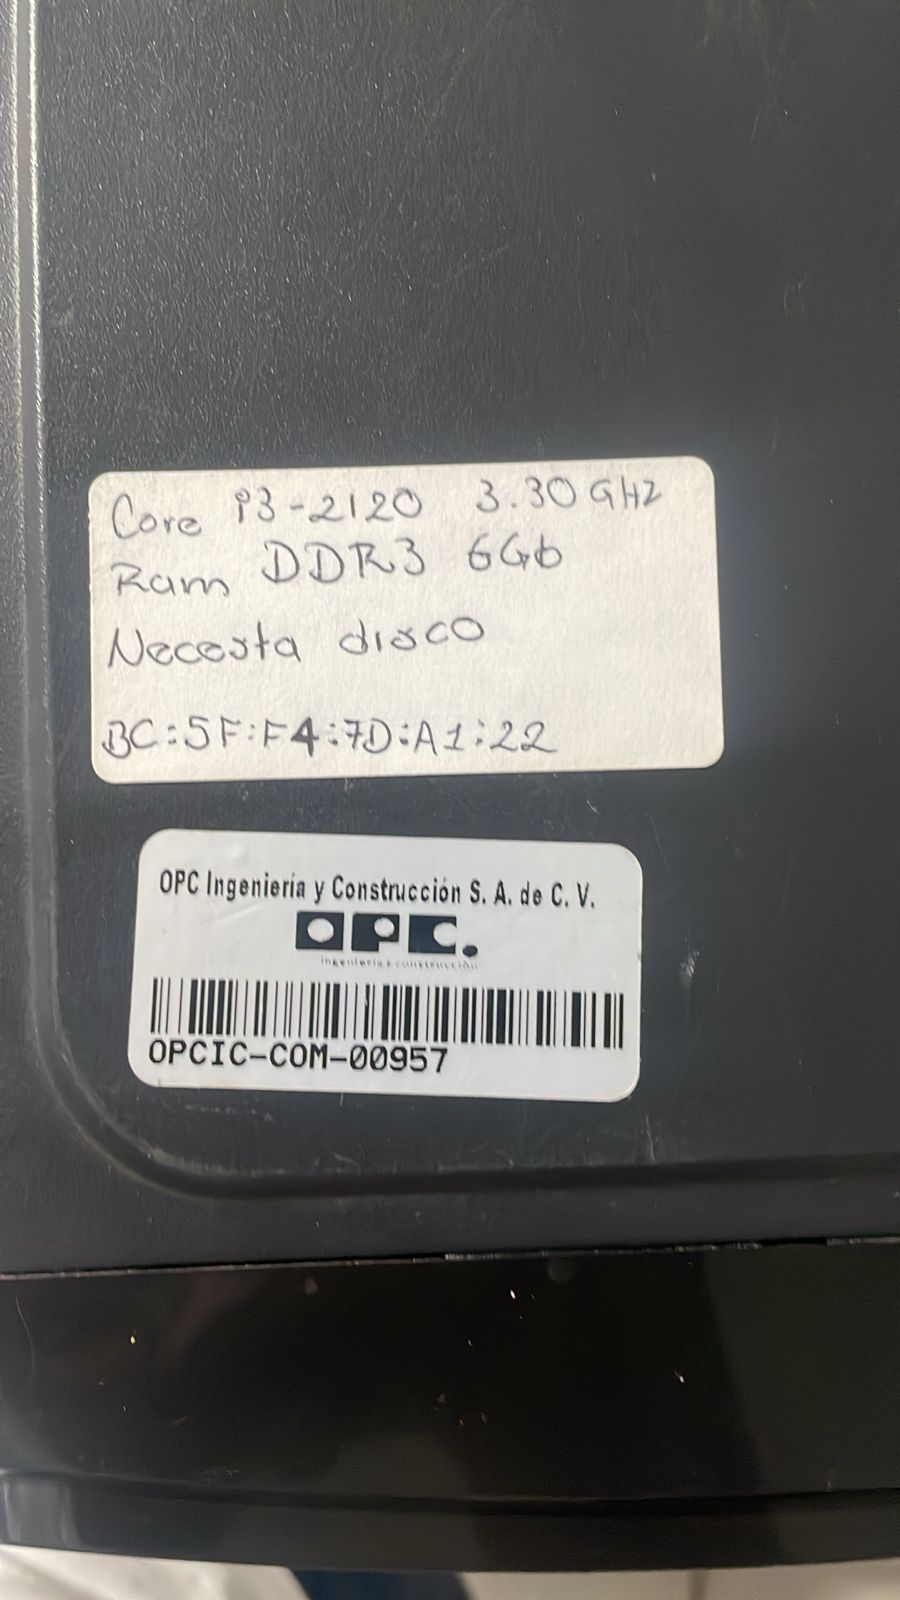 Core i3-2120 3.30 GHz
Ram DDR3 6Gb
Necesita disco
BC:5F:F4:7D:A1:22
OPC Ingeniería y Construcción S. A. de C. V.
OPC.
ingeniería y construcción
OPCIC-COM-00957